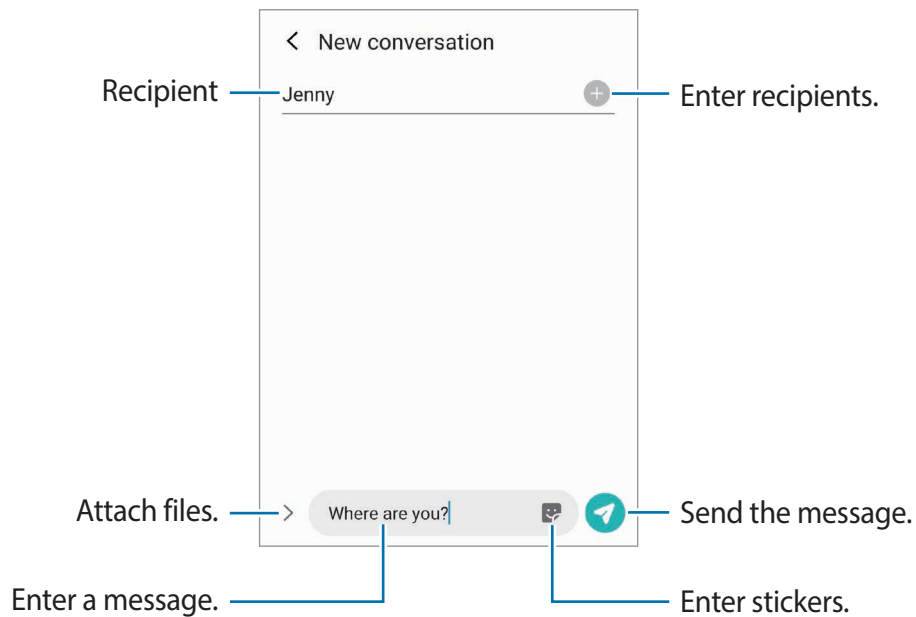 New conversation
Recipient
Jenny
Enter recipients.
Attach files.
Where are you?
Send the message.
Enter a message.
Enter stickers.